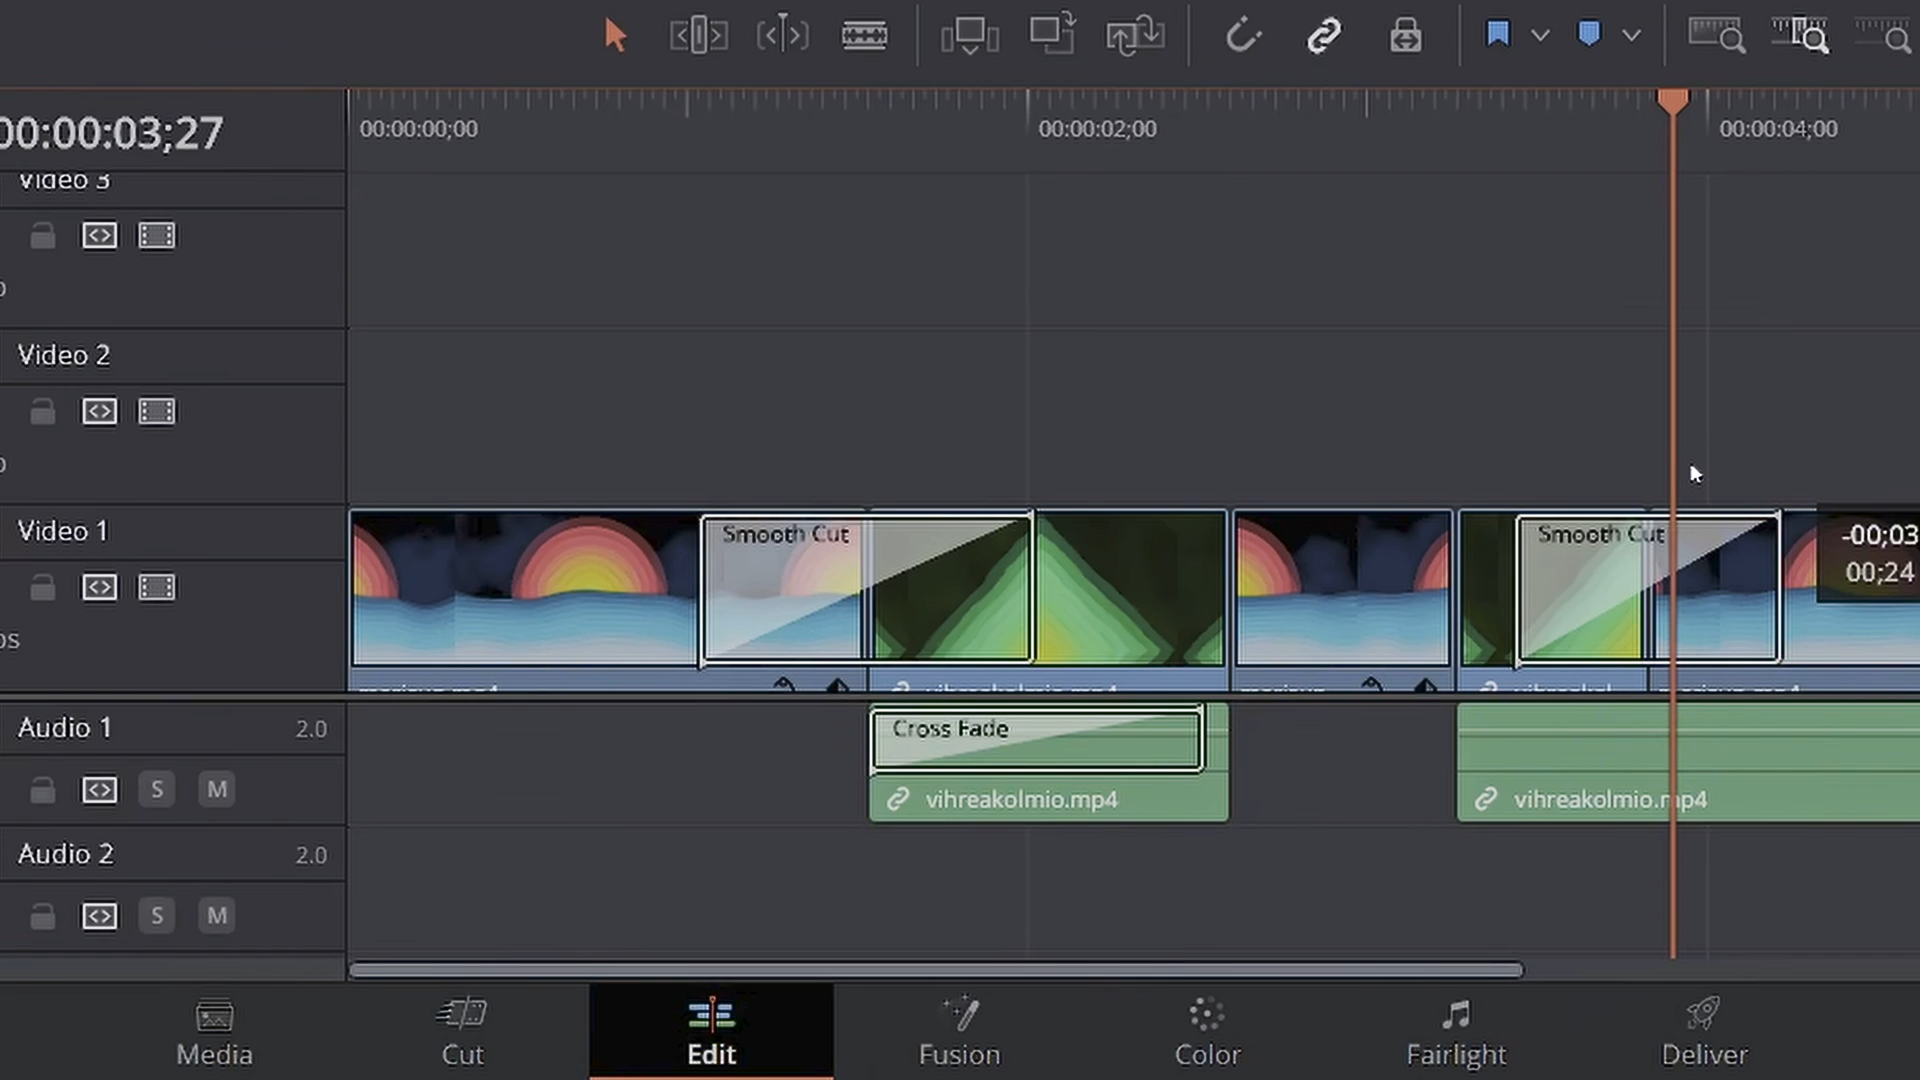 00:00:03;27
00:00:00;00
00:00:02;00
00:00:04;00
Video 3
Video 2
Video 1
Smooth Cut
Smooth Cut
-00;03
00;24
Audio 1 2.0
Cross Fade
S M
vihreakolmio.mp4
vihreakolmio.mp4
Audio 2 2.0
S M
Media
Cut
Edit
Fusion
Color
Fairlight
Deliver